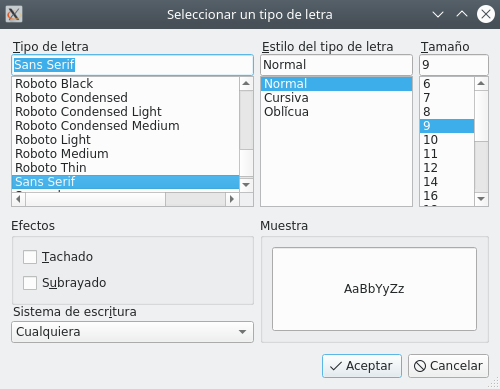 Seleccionar un tipo de letra
Tipo de letra
Sans Serif
Roboto Black
Roboto Condensed
Roboto Condensed Light
Roboto Condensed Medium
Roboto Light
Roboto Medium
Roboto Thin
Sans Serif
Estilo del tipo de letra
Normal
Normal
Cursiva
Oblĩcua
Tamaño
9
6
7
8
9
10
11
12
14
16
Efectos
Tachado
Subrayado
Muestra
AaBbYyZz
Sistema de escritura
Cualquiera
Aceptar
Cancelar